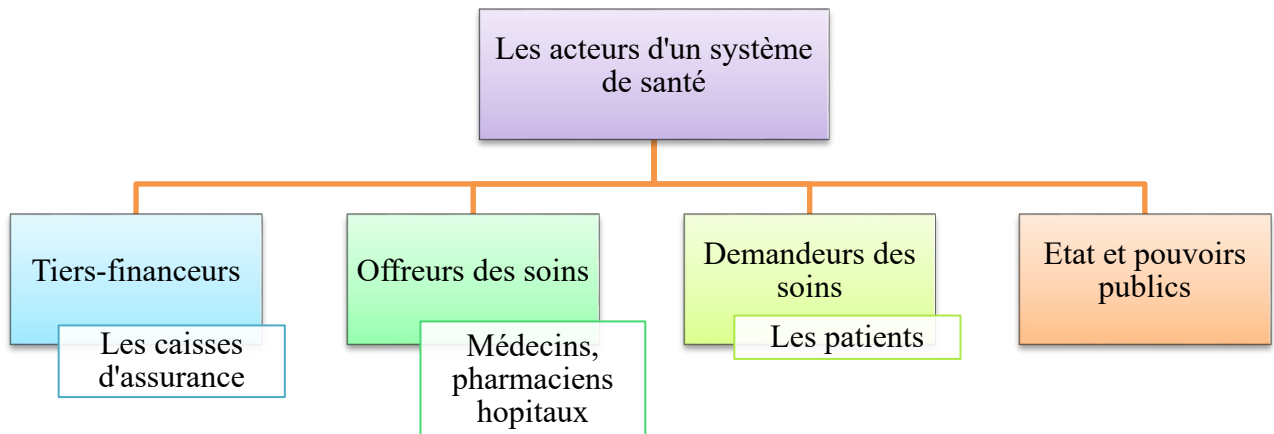 Les acteurs d'un système
de santé
Tiers-financeurs
Les caisses
d'assurance
Offreurs des soins
Médecins,
pharmaciens
hopitaux
Demandeurs des
soins
Les patients
Etat et pouvoirs
publics